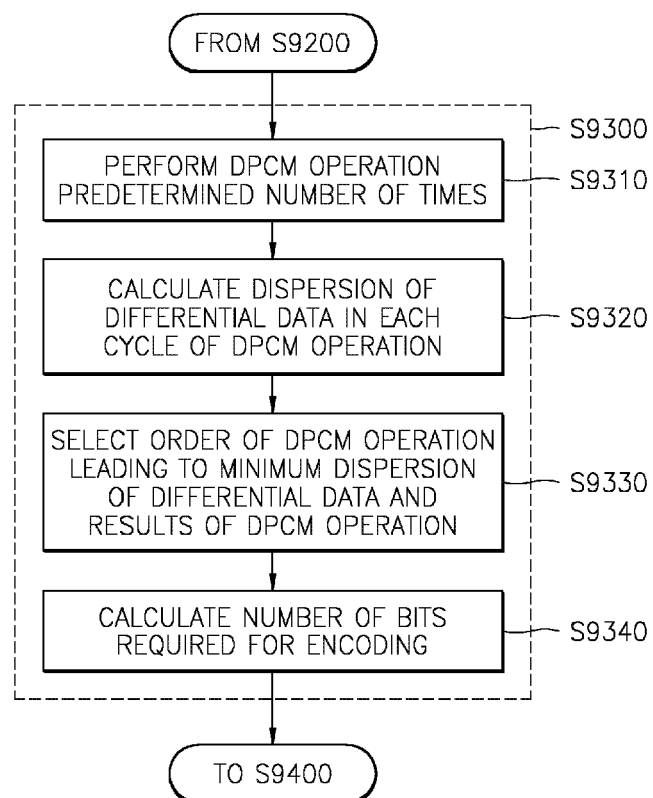 FROM S9200
S9300
PERFORM DPCM OPERATION
PREDETERMINED NUMBER OF TIMES
S9310
CALCULATE DISPERSION OF
DIFFERENTIAL DATA IN EACH
CYCLE OF DPCM OPERATION
S9320
SELECT ORDER OF DPCM OPERATION
LEADING TO MINIMUM DISPERSION
OF DIFFERENTIAL DATA AND
RESULTS OF DPCM OPERATION
S9330
CALCULATE NUMBER OF BITS
REQUIRED FOR ENCODING
S9340
TO S9400